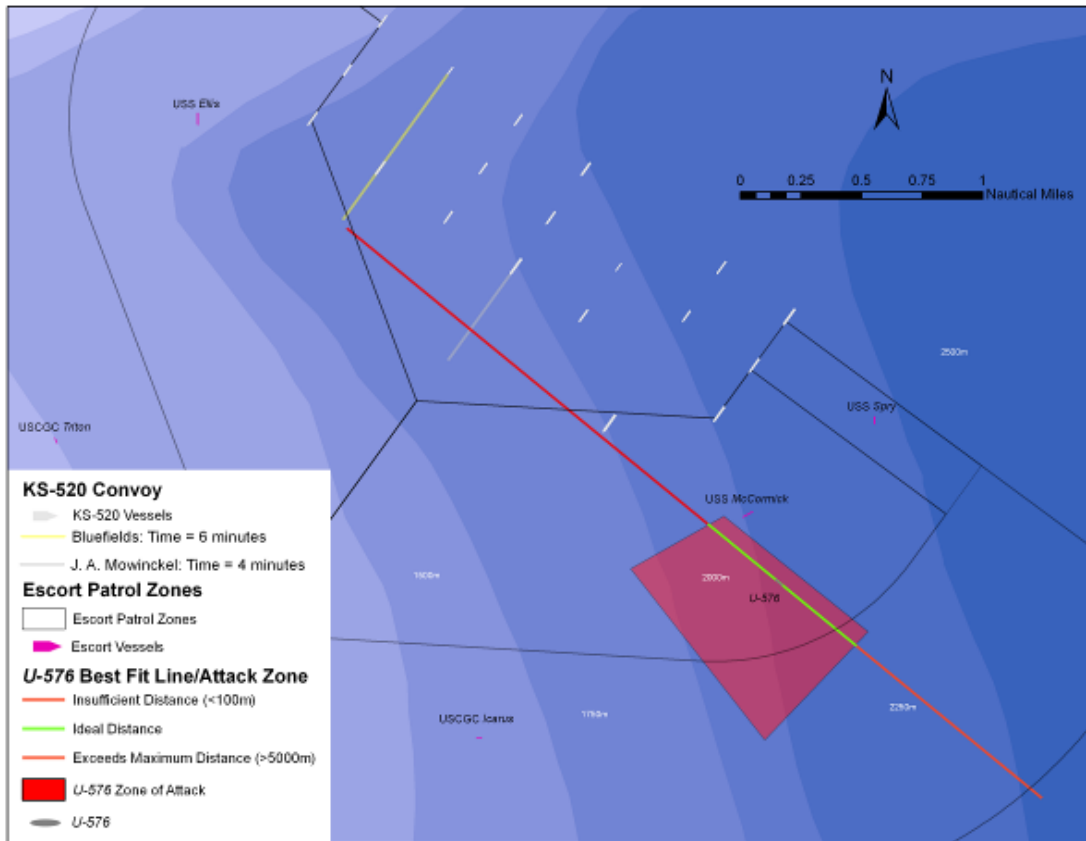 USS Ellis
N
0 0.25 0.5 0.75 1
Nautical Miles
2500m
USS Spry
USCGC Triton
USS McCormick
1500m
2000m
U-576
2250m
1750m
USCGC Icarus
KS-520 Convoy
KS-520 Vessels
Bluefields: Time = 6 minutes
J. A. Mowinckel: Time = 4 minutes
Escort Patrol Zones
Escort Patrol Zones
Escort Vessels
U-576 Best Fit Line/Attack Zone
Insufficient Distance (<100m)
Ideal Distance
Exceeds Maximum Distance (>5000m)
U-576 Zone of Attack
U-576